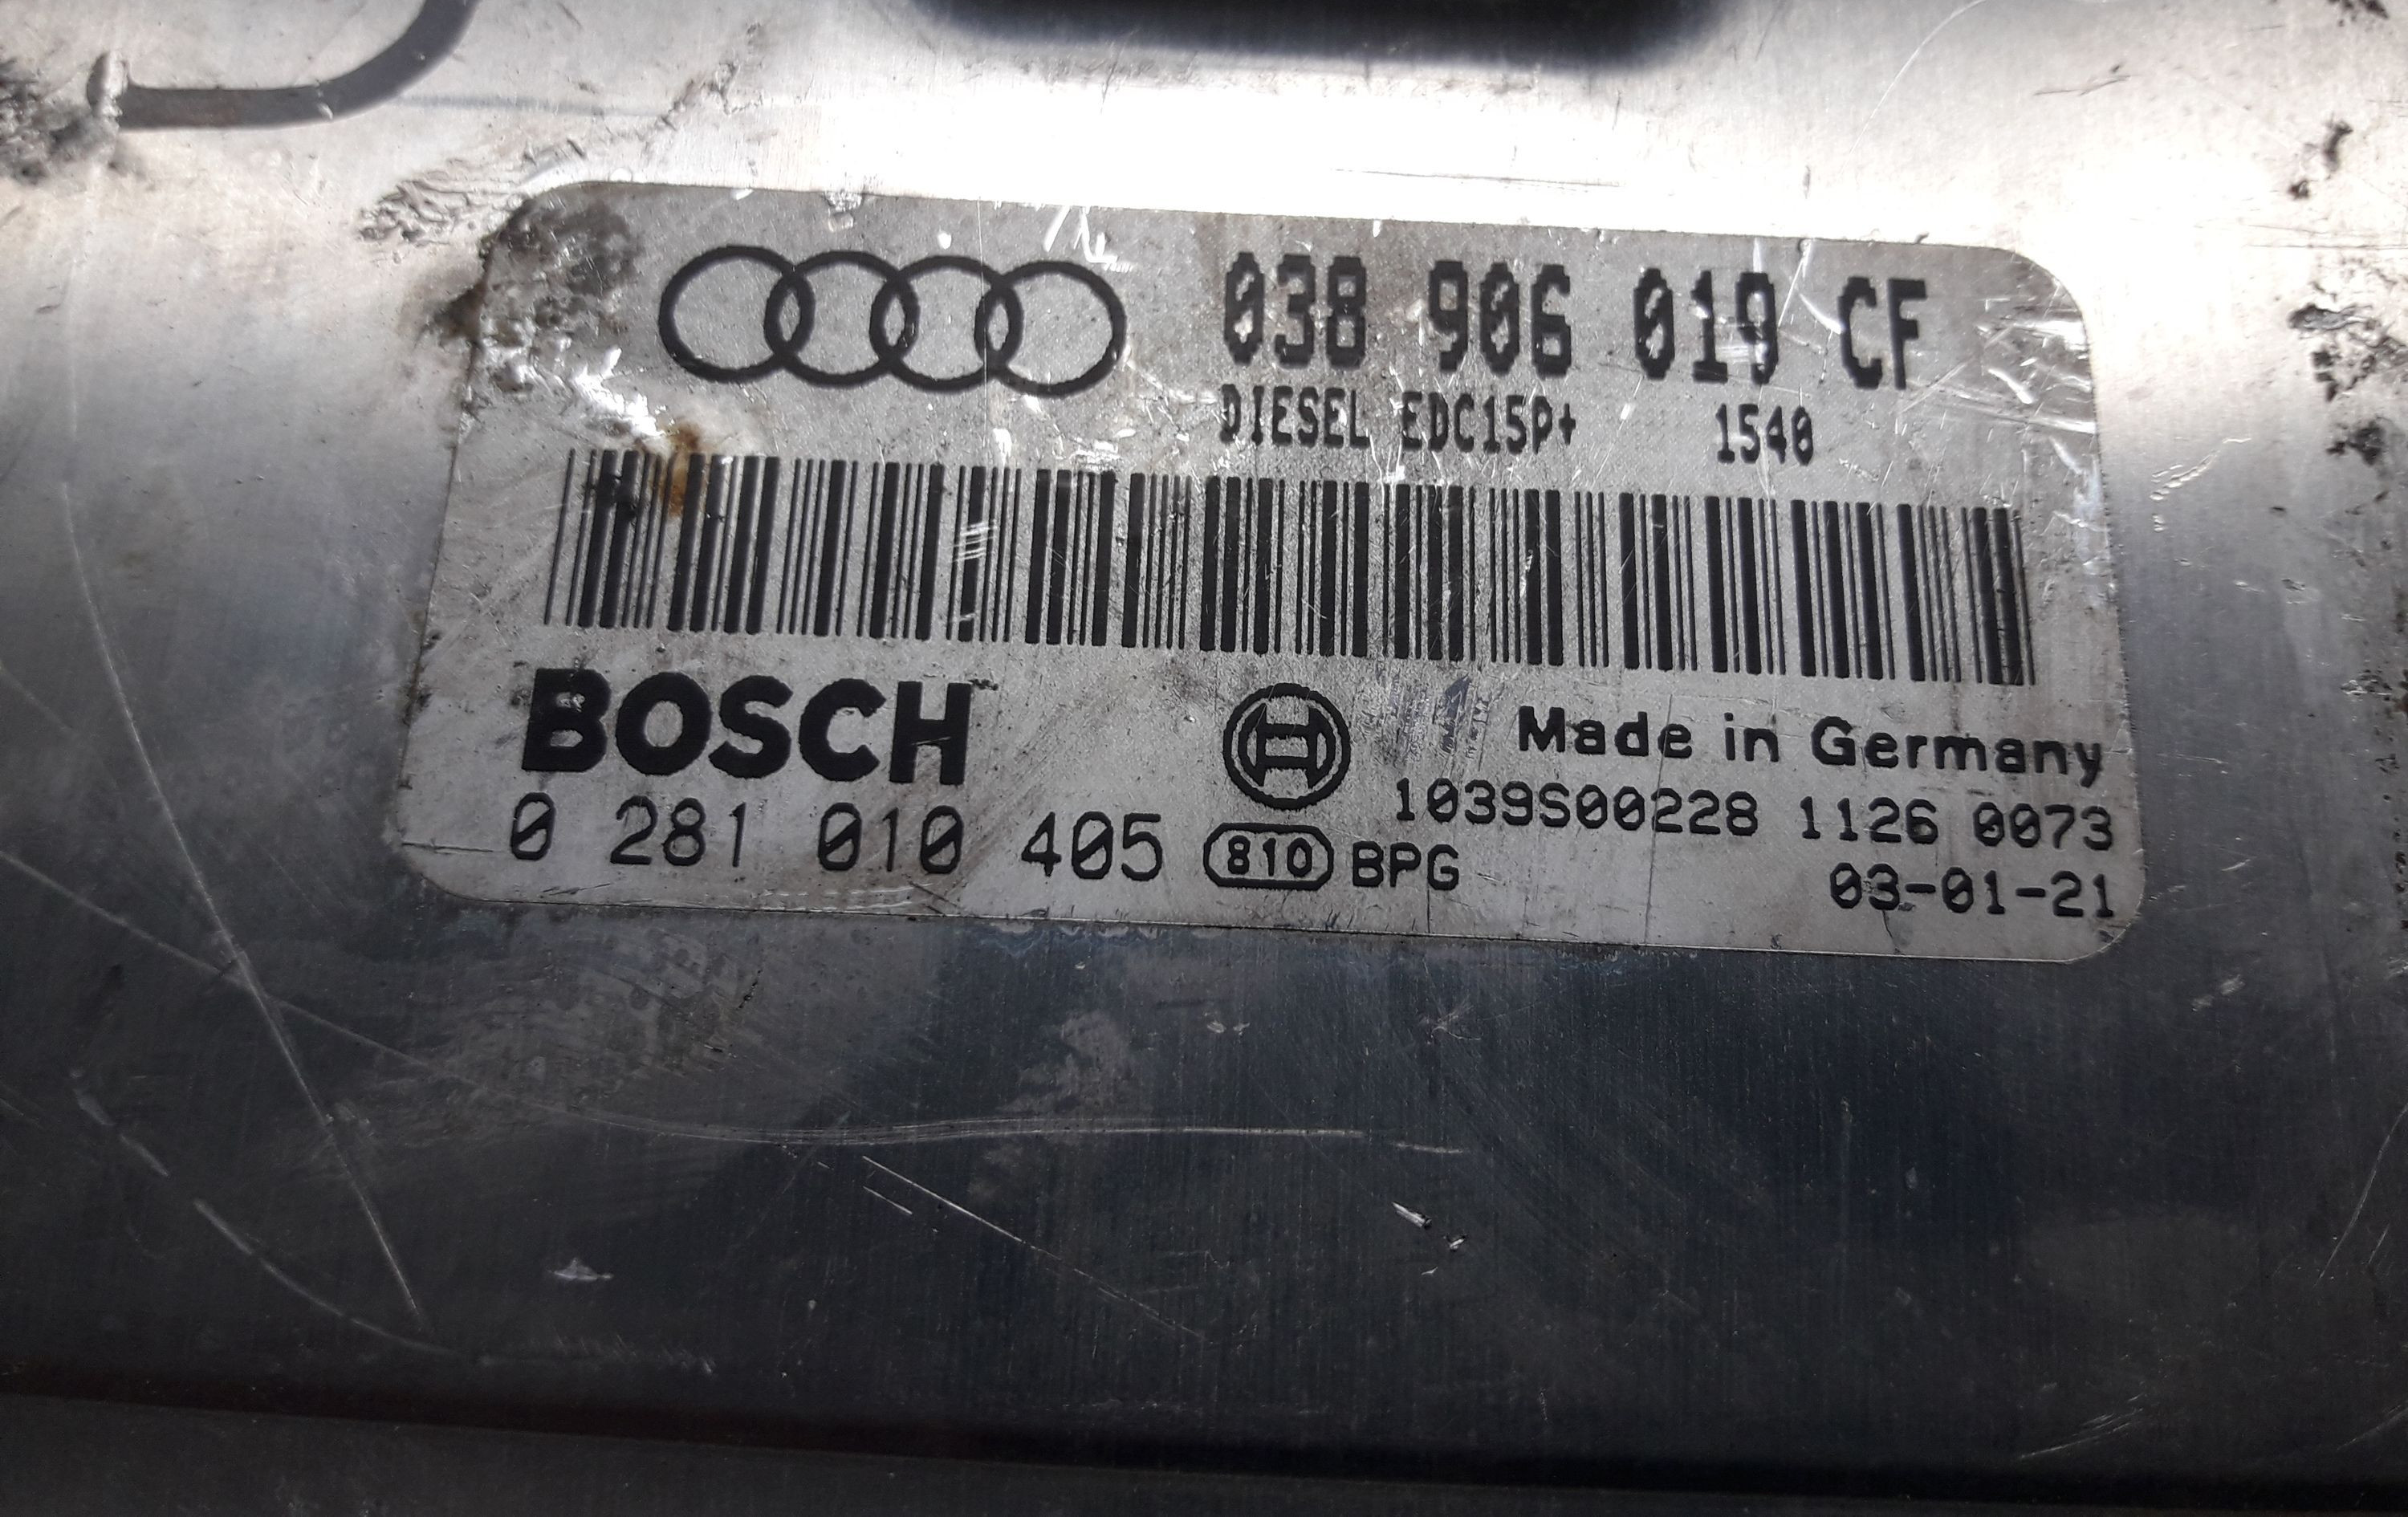 038 906 019 CF
DIESEL EDC15P+ 1540
BOSCH
Made in Germany
1039S00228 1126 0073
0 281 010 405 810 BPG
03-01-21